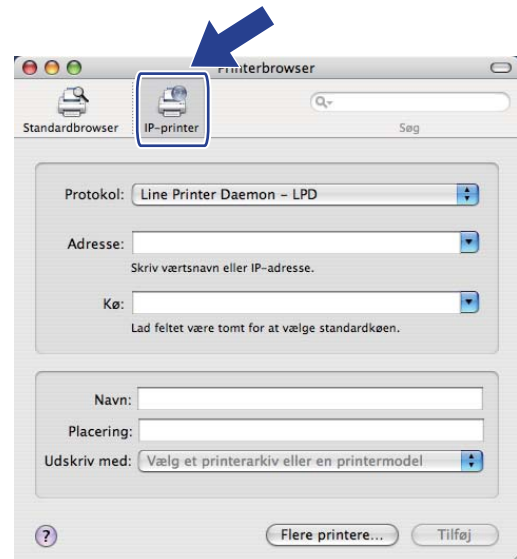 Printerbrowser
Standardbrowser
IP-printer
Søg
Protokol: Line Printer Daemon – LPD
Adresse:
Skriv værtsnavn eller IP-adresse.
Kø:
Lad feltet være tomt for at vælge standardkøen.
Navn:
Placering:
Udskriv med: Vælg et printerarkiv eller en printermodel
? Flere printere... Tilføj